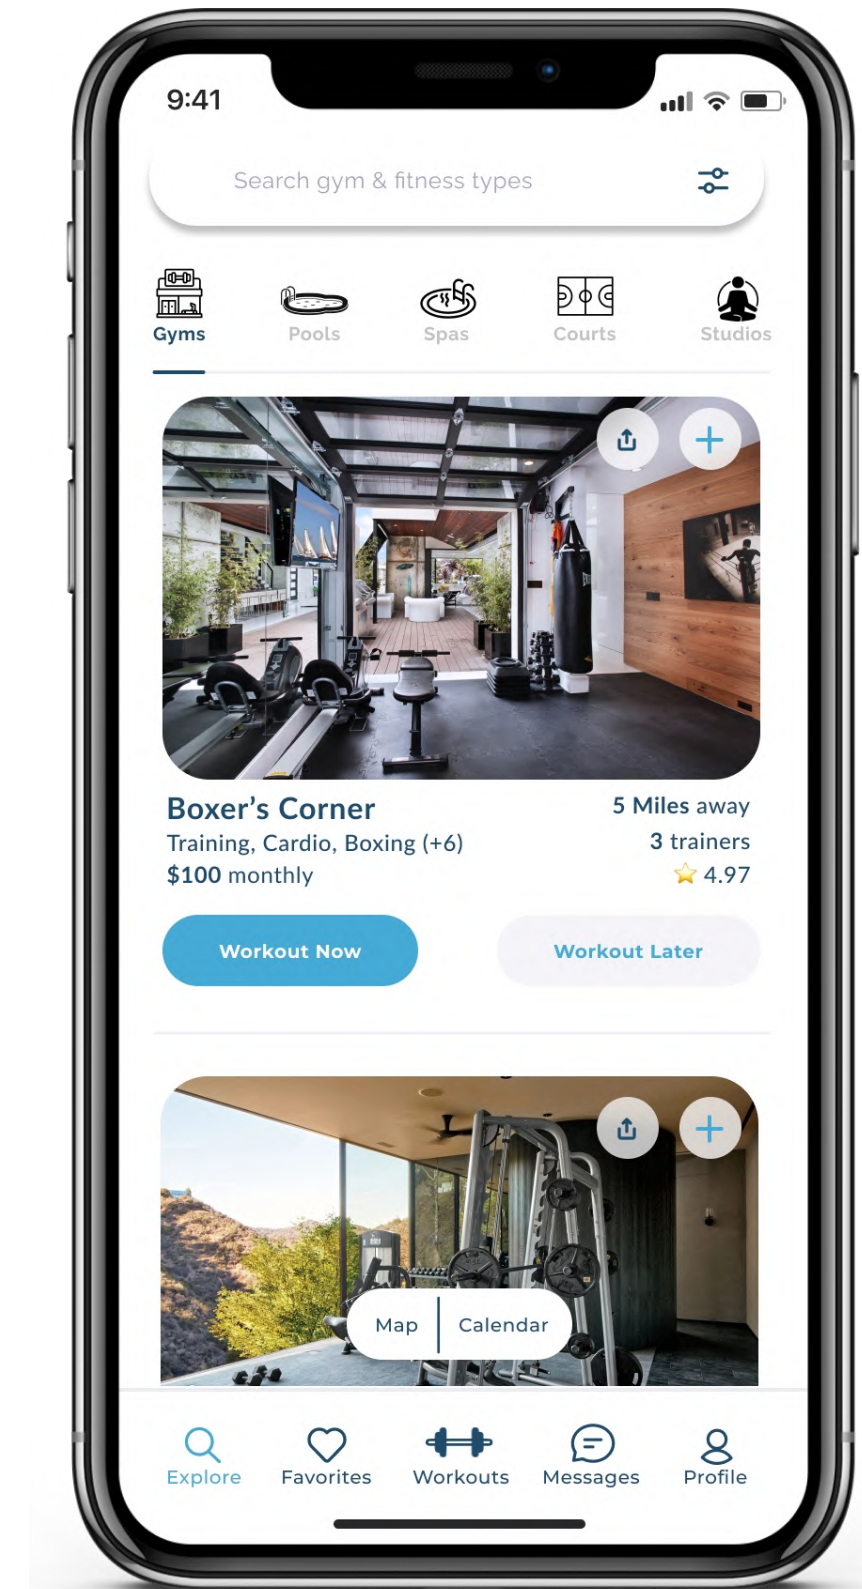 9:41
Search gym & fitness types
Gyms Pools Spas Courts Studios
Boxer's Corner
5 Miles away
Training, Cardio, Boxing (+6)
3 trainers
$100 monthly
⭐ 4.97
Workout Now
Workout Later
Map | Calendar
Explore Favorites Workouts Messages Profile